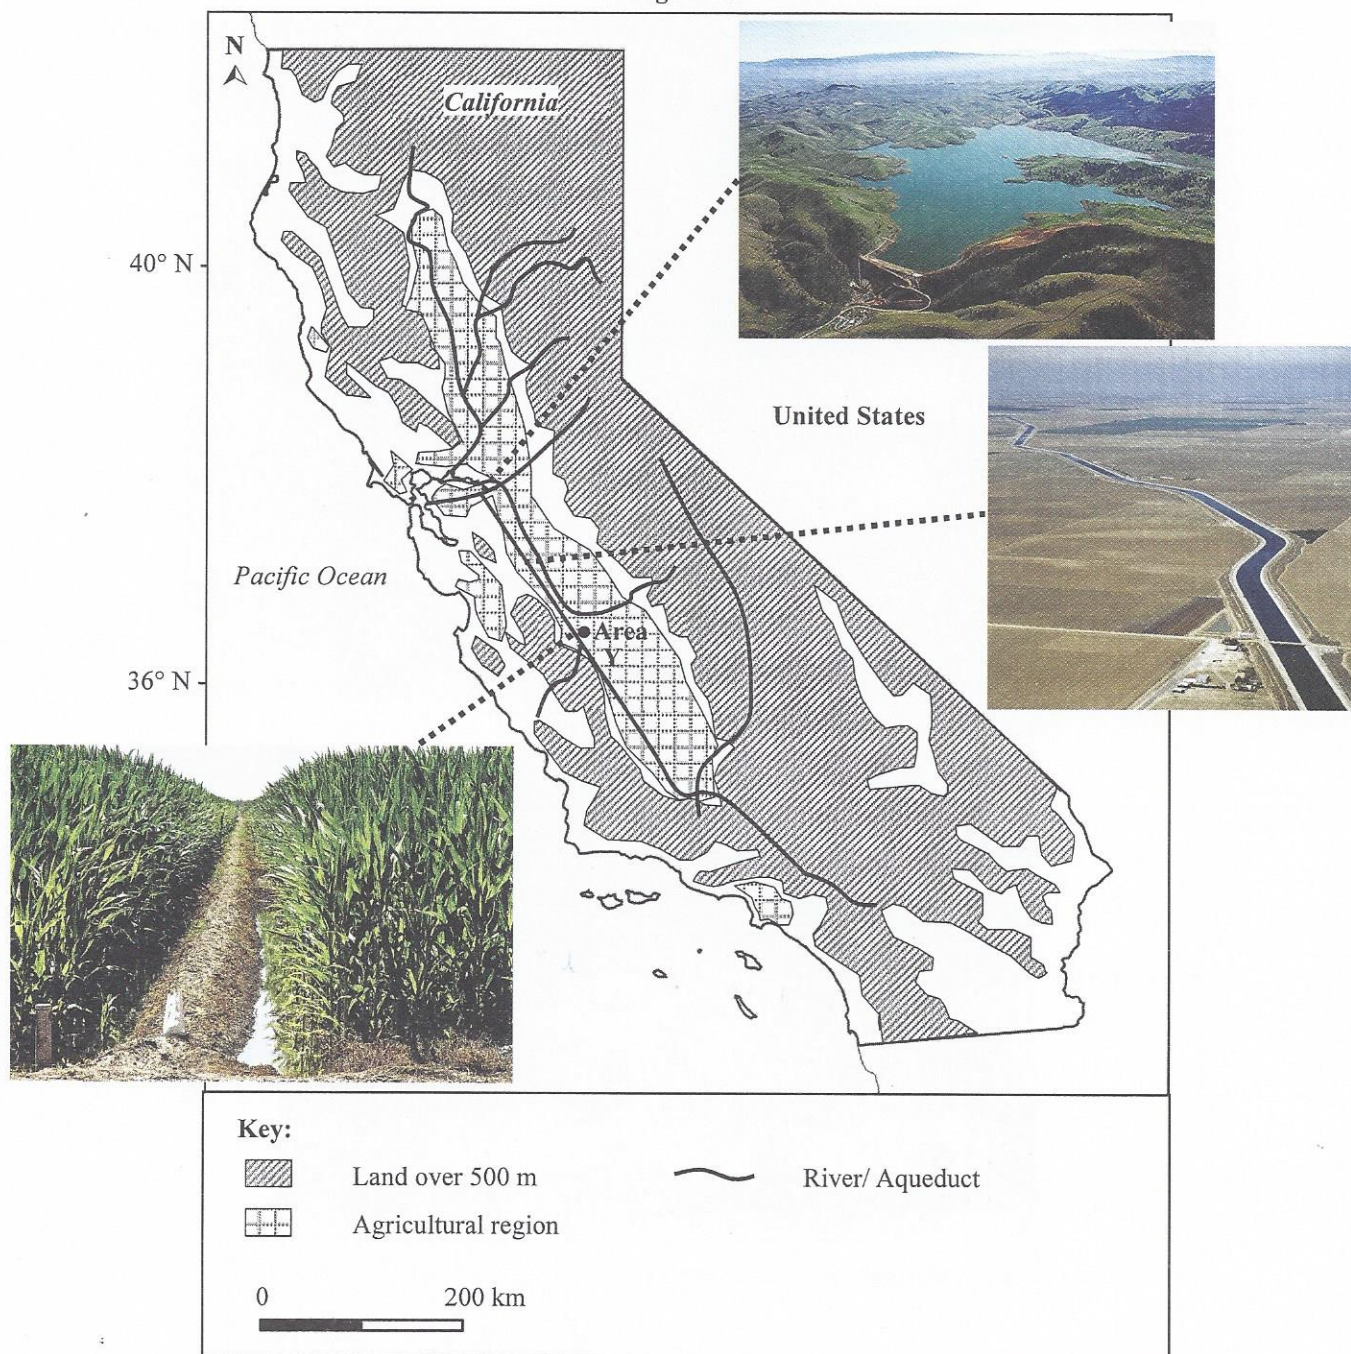 N
California
40° N
United States
Pacific Ocean
Area
Y
36° N
Key:
Land over 500 m
River/ Aqueduct
Agricultural region
0
200 km